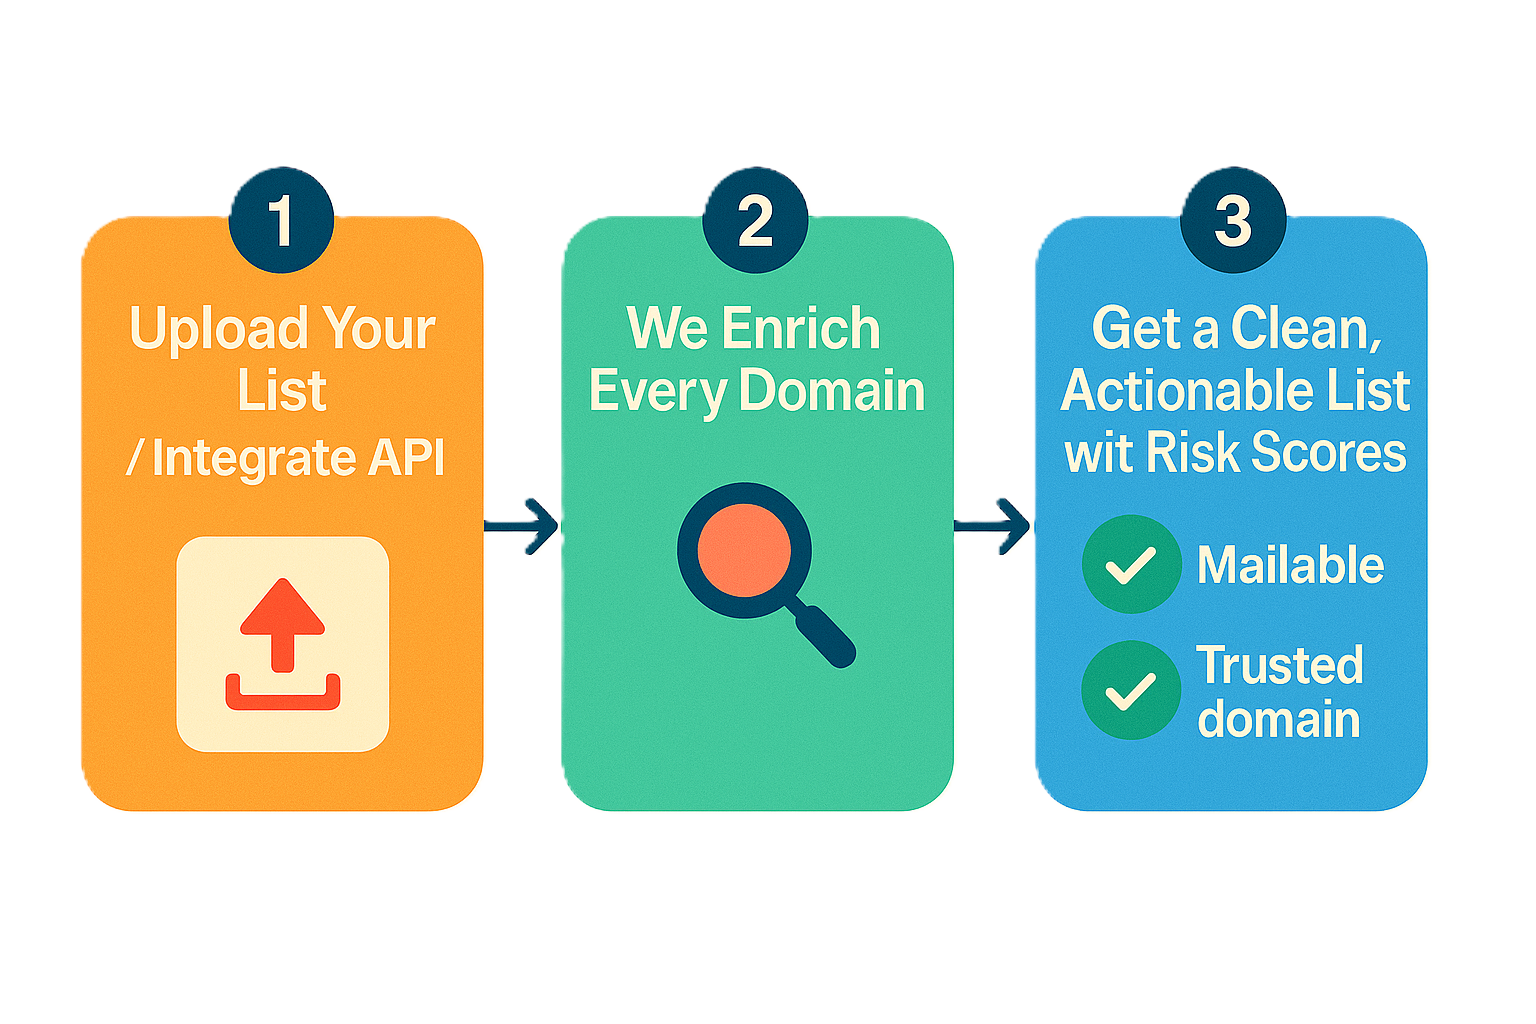 1
Upload Your
List
/ Integrate API
2
We Enrich
Every Domain
3
Get a Clean,
Actionable List
wit Risk Scores
Mailable
Trusted
domain